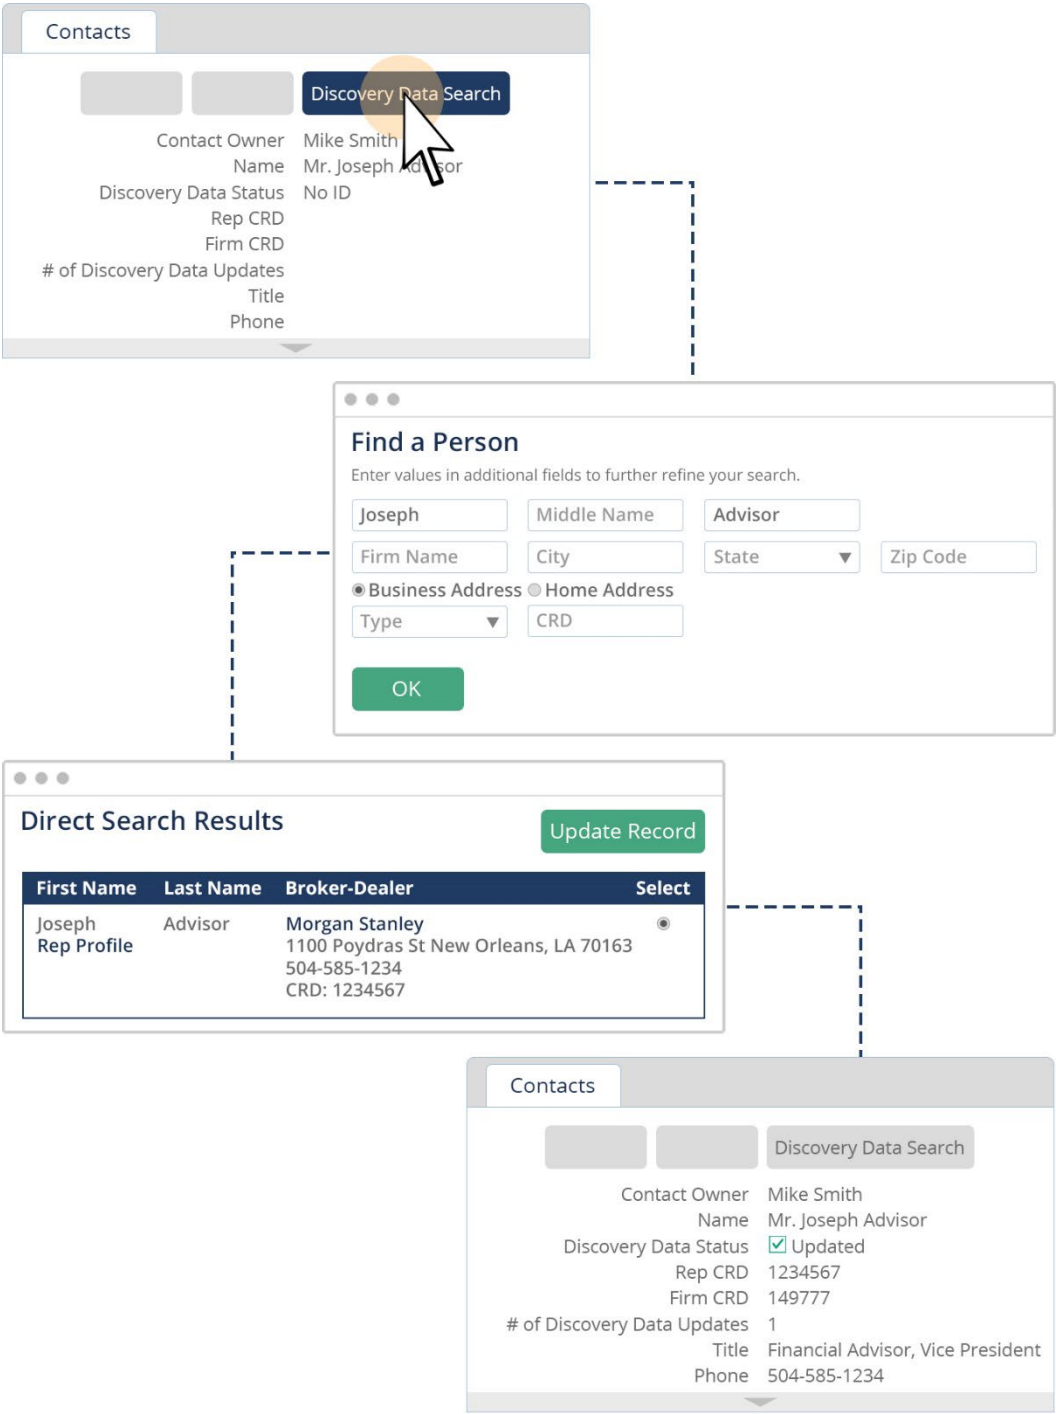 Contacts
Discovery Data Search
Contact Owner Mike Smith
Name Mr. Joseph Advisor
Discovery Data Status No ID
Rep CRD
Firm CRD
# of Discovery Data Updates
Title
Phone
Find a Person
Enter values in additional fields to further refine your search.
Joseph Middle Name Advisor
Firm Name City State Zip Code
Business Address Home Address
Type CRD
OK
Direct Search Results
Update Record
First Name Last Name Broker-Dealer Select
Joseph Advisor Morgan Stanley
Rep Profile 1100 Poydras St New Orleans, LA 70163
504-585-1234
CRD: 1234567
Contacts
Discovery Data Search
Contact Owner Mike Smith
Name Mr. Joseph Advisor
Discovery Data Status Updated
Rep CRD 1234567
Firm CRD 149777
# of Discovery Data Updates 1
Title Financial Advisor, Vice President
Phone 504-585-1234